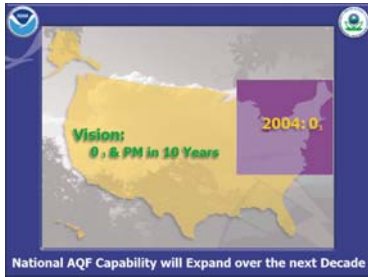 2004: O₃
Vision:
O₃ & PM in 10 Years
National AQF Capability will Expand over the next Decade